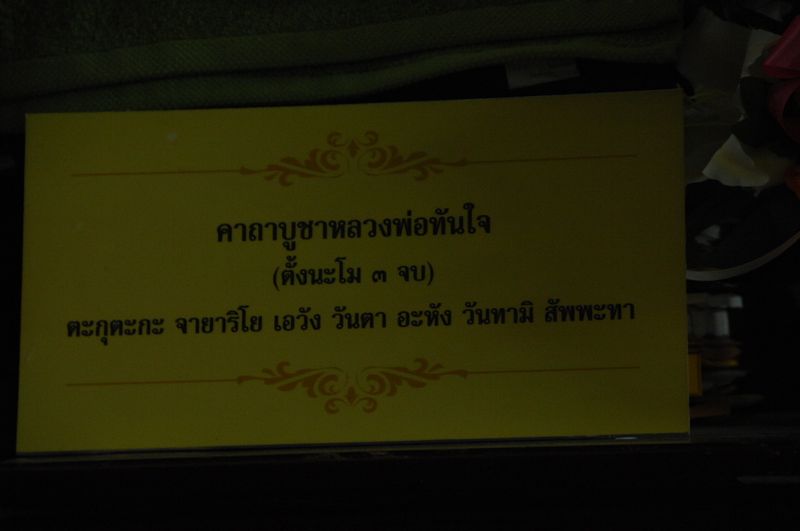 คาถาบูชาหลวงพ่อทันใจ
(ตั้งนะโม ๓ จบ)
ตะกุตะกะ จายาริโย เอวัง วันตา อะหัง วันทามิ สัพพะทา